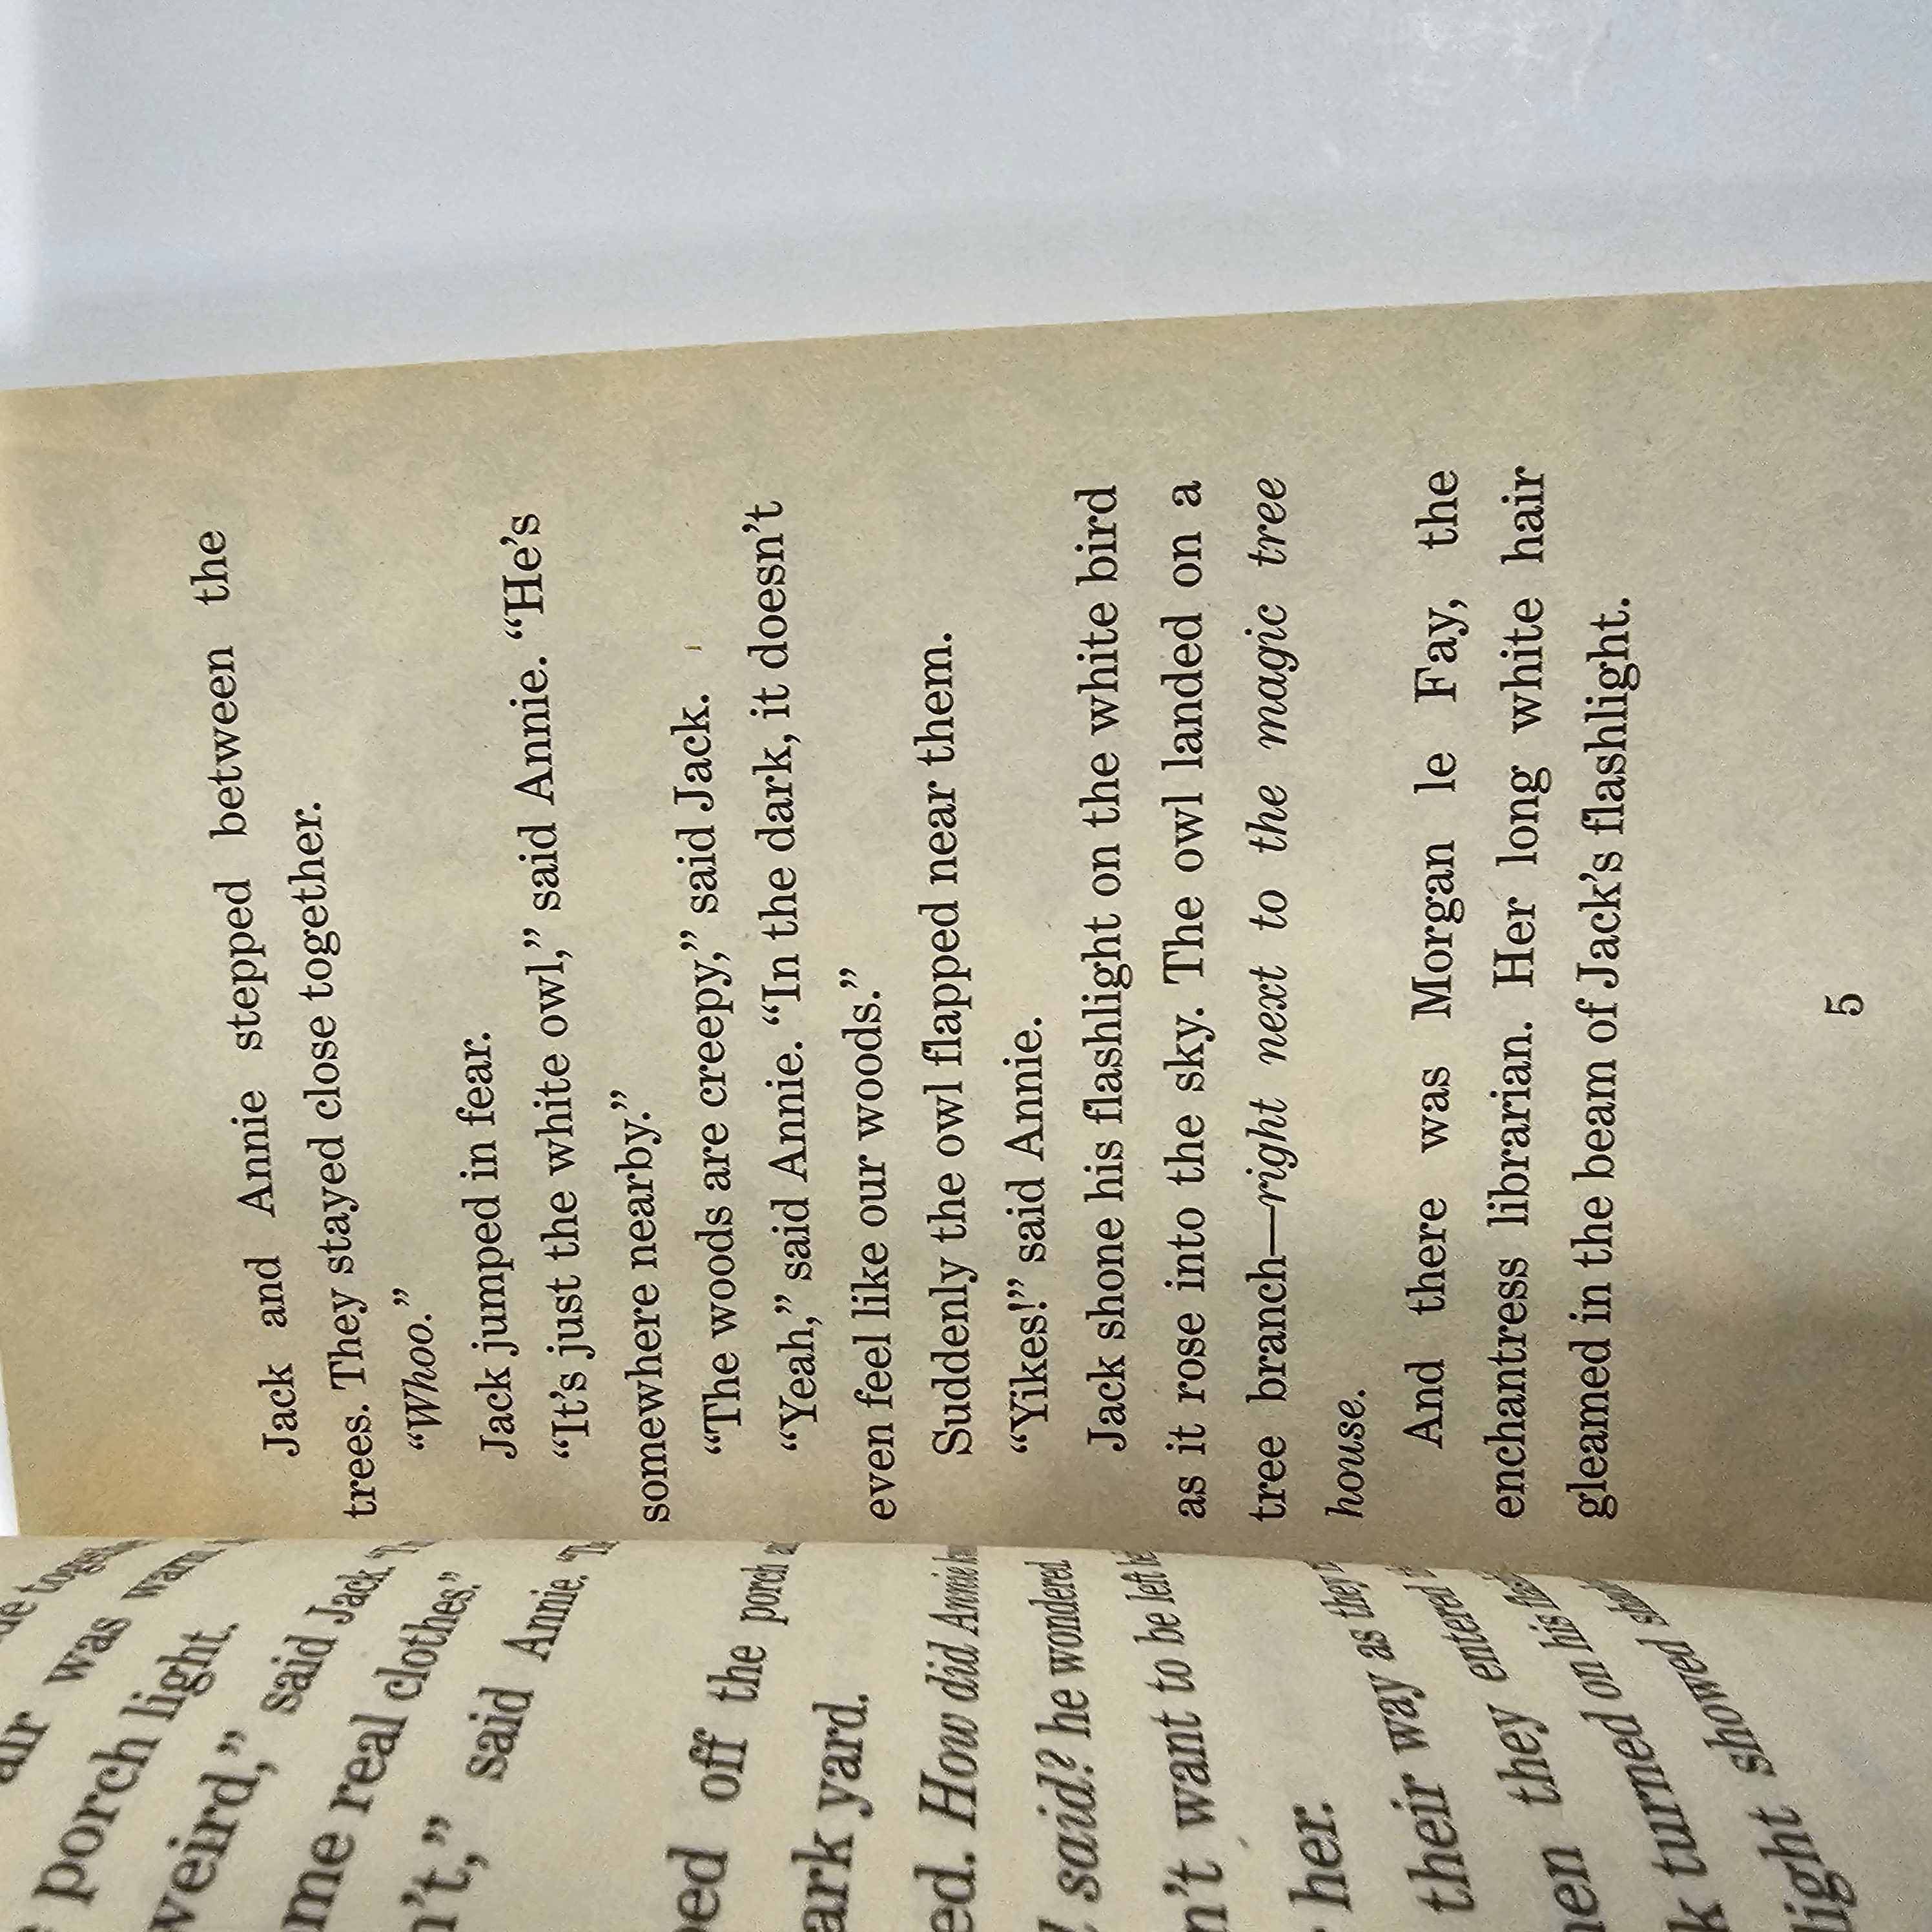 air was warm
porch light.
weird,” said Jack.
me real clothes.”
n’t,” said Annie.
off the porch
ark yard.
ed. How did Annie
said? he wondered.
n’t want to be left
her.
their way as they
they entered
k turned on his
light showed
Jack and Annie stepped between the
trees. They stayed close together.
“Whoo.”
Jack jumped in fear.
“It’s just the white owl,” said Annie. “He’s
somewhere nearby.”
“The woods are creepy,” said Jack.
“Yeah,” said Annie. “In the dark, it doesn’t
even feel like our woods.”
Suddenly the owl flapped near them.
“Yikes!” said Annie.
Jack shone his flashlight on the white bird
as it rose into the sky. The owl landed on a
tree branch—right next to the magic tree
house.
And there was Morgan le Fay, the
enchantress librarian. Her long white hair
gleamed in the beam of Jack’s flashlight.
5